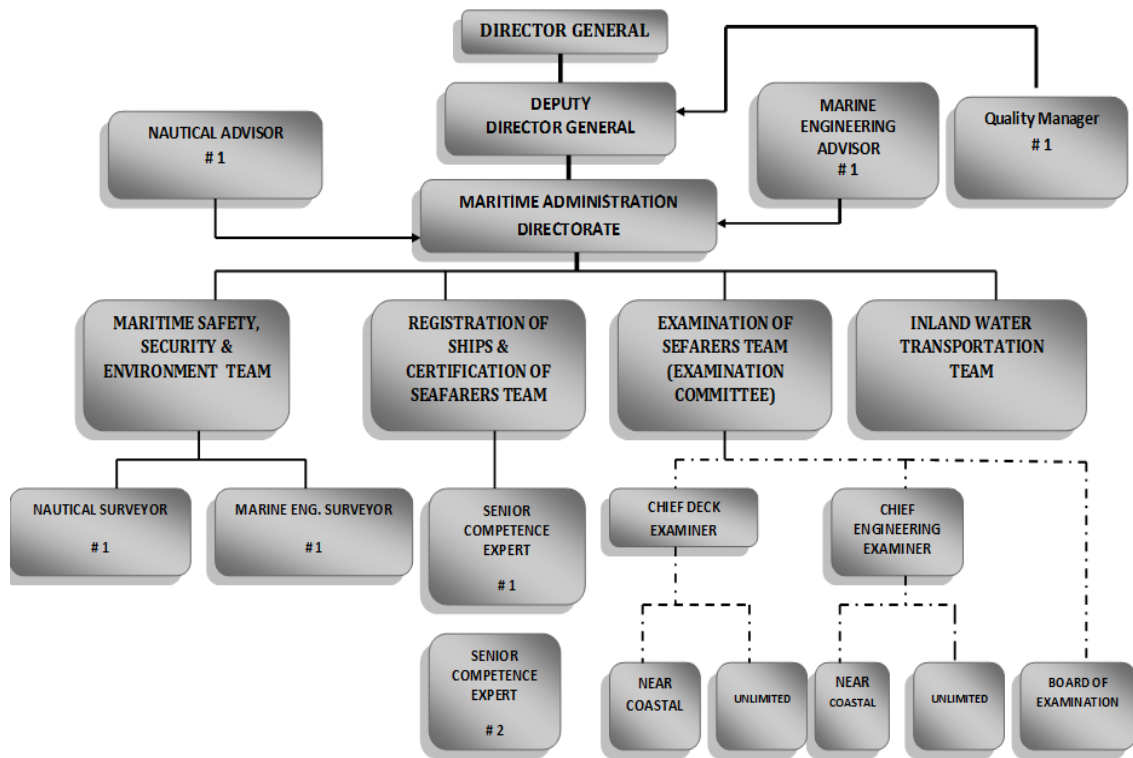 DIRECTOR GENERAL
DEPUTY
DIRECTOR GENERAL
NAUTICAL ADVISOR
# 1
MARINE
ENGINEERING
ADVISOR
# 1
Quality Manager
# 1
MARITIME ADMINISTRATION
DIRECTORATE
MARITIME SAFETY,
SECURITY &
ENVIRONMENT TEAM
REGISTRATION OF
SHIPS &
CERTIFICATION OF
SEAFARERS TEAM
EXAMINATION OF
SEFARERS TEAM
(EXAMINATION
COMMITTEE)
INLAND WATER
TRANSPORTATION
TEAM
NAUTICAL SURVEYOR
# 1
MARINE ENG. SURVEYOR
# 1
SENIOR
COMPETENCE
EXPERT
# 1
CHIEF DECK
EXAMINER
CHIEF
ENGINEERING
EXAMINER
SENIOR
COMPETENCE
EXPERT
# 2
NEAR
COASTAL
UNLIMITED
NEAR
COASTAL
UNLIMITED
BOARD OF
EXAMINATION